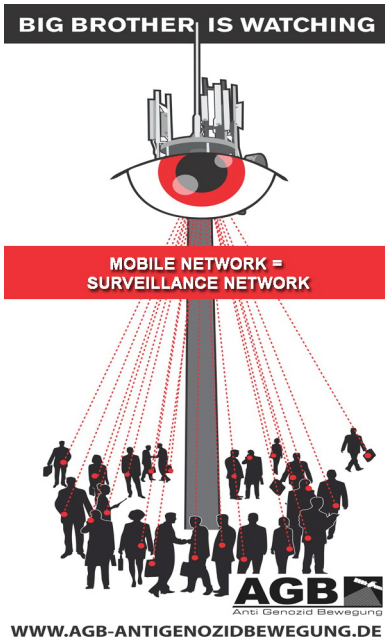 BIG BROTHER IS WATCHING
MOBILE NETWORK =
SURVEILLANCE NETWORK
AGB
Anti Genozid Bewegung
WWW.AGB-ANTIGENOZIDBEWEGUNG.DE